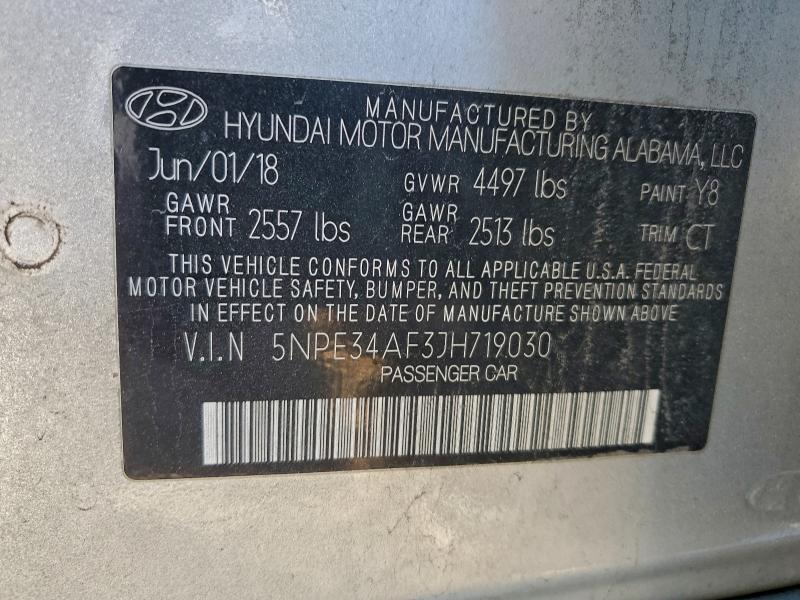 MANUFACTURED BY
HYUNDAI MOTOR MANUFACTURING ALABAMA, LLC
Jun/01/18 GVWR 4497 lbs PAINT Y8
GAWR FRONT 2557 lbs GAWR REAR 2513 lbs TRIM CT
THIS VEHICLE CONFORMS TO ALL APPLICABLE U.S.A. FEDERAL
MOTOR VEHICLE SAFETY, BUMPER, AND THEFT PREVENTION STANDARDS
IN EFFECT ON THE DATE OF MANUFACTURE SHOWN ABOVE.
V.I.N 5NPE34AF3JH719030
PASSENGER CAR